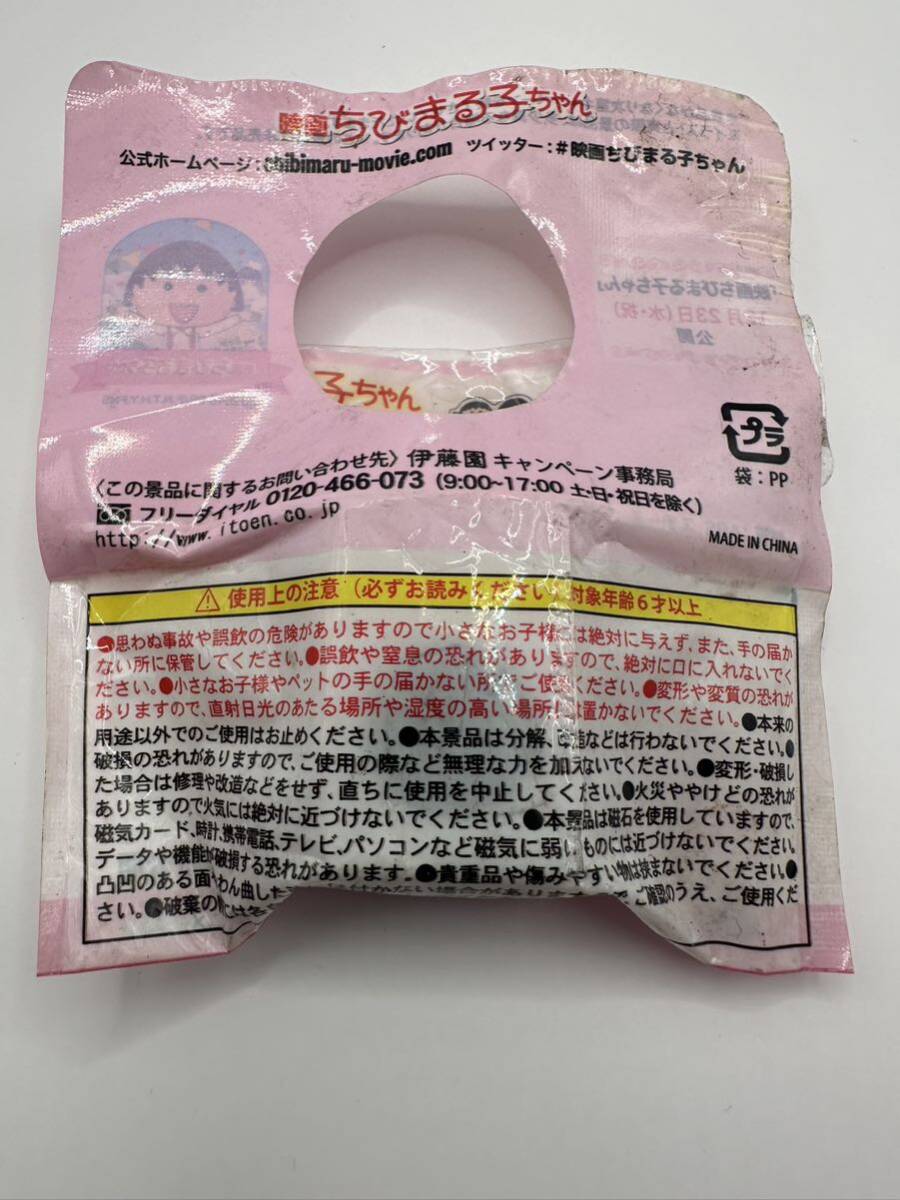 映画ちびまる子ちゃん
公式ホームページ:chibimaru-movie.com ツイッター:#映画ちびまる子ちゃん
『映画ちびまる子ちゃん』
月23日(水・祝)
公開
子ちゃん
プラ
袋:PP
〈この景品に関するお問い合わせ先〉伊藤園 キャンペーン事務局
フリーダイヤル 0120-466-073 (9:00~17:00 土・日・祝日を除く)
http://www.itoen.co.jp
MADE IN CHINA
⚠ 使用上の注意 (必ずお読みください) 対象年齢6才以上
●思わぬ事故や誤飲の危険がありますので小さなお子様には絶対に与えず、また、手の届か
ない所に保管してください。●誤飲や窒息の恐れがありますので、絶対に口に入れないでく
ださい。●小さなお子様やペットの手の届かない所でご使用ください。●変形や変質の恐れが
ありますので、直射日光のあたる場所や湿度の高い場所には置かないでください。●本来の
用途以外でのご使用はお止めください。●本景品は分解、改造などは行わないでください。●
破損の恐れがありますので、ご使用の際など無理な力を加えないでください。●変形・破損し
た場合は修理や改造などをせず、直ちに使用を中止してください。●火災ややけどの恐れが
ありますので火気には絶対に近づけないでください。●本景品は磁石を使用していますので、
磁気カード、時計、携帯電話、テレビ、パソコンなど磁気に弱いものには近づけないでください。
データや機能が破損する恐れがあります。●貴重品や傷みやすい物は挟まないでください。●
凸凹のある面やわん曲した 付かない場合があります ご確認のうえ、ご使用くだ
さい。●破棄の